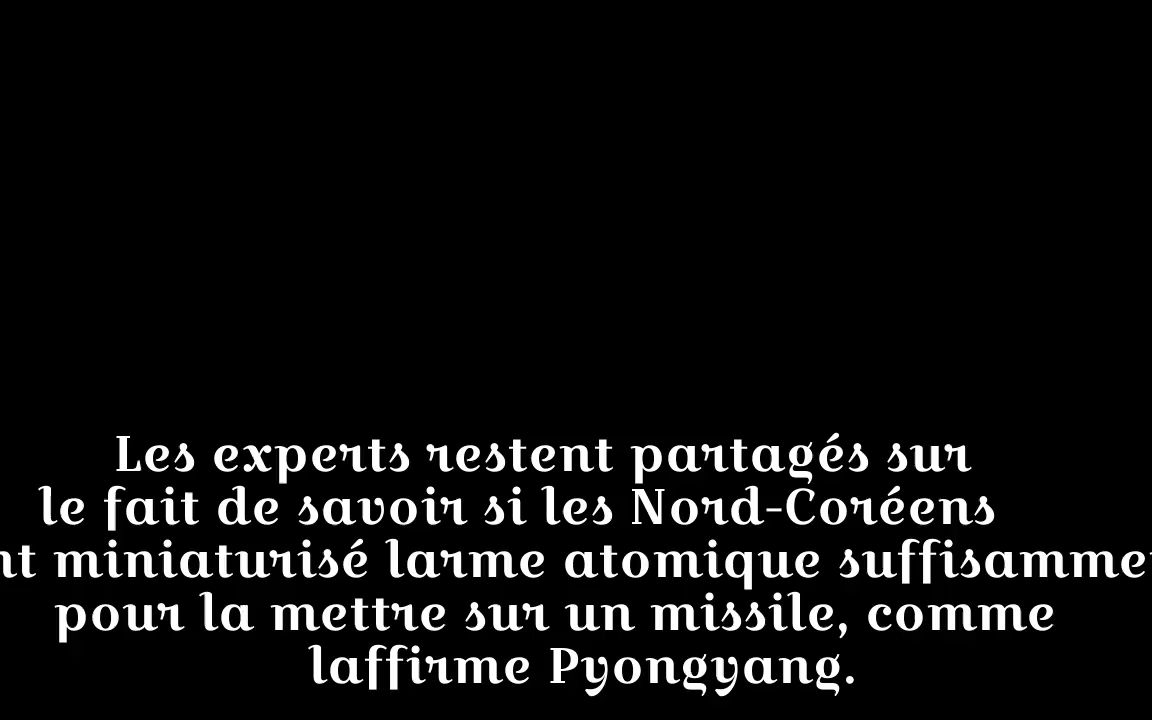 Les experts restent partagés sur
le fait de savoir si les Nord-Coréens
nt miniaturisé larme atomique suffisamme
pour la mettre sur un missile, comme
laffirme Pyongyang.